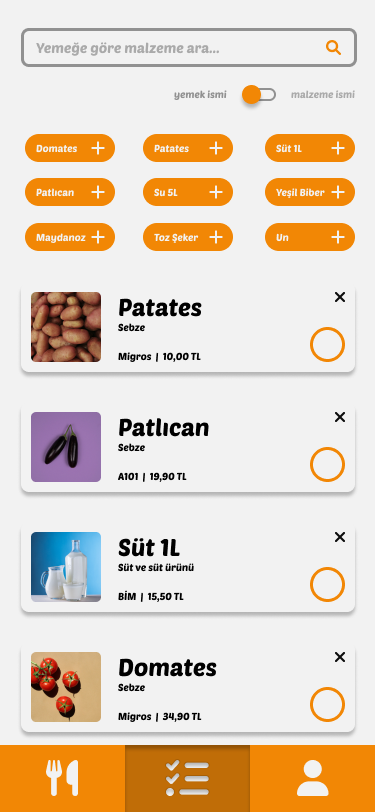 Yemeğe göre malzeme ara...
yemek ismi
malzeme ismi
Domates
Patates
Süt 1L
Patlıcan
Su 5L
Yeşil Biber
Maydanoz
Toz Şeker
Un
Patates
Sebze
Migros | 10,00 TL
Patlıcan
Sebze
A101 | 19,90 TL
Süt 1L
Süt ve süt ürünü
BİM | 15,50 TL
Domates
Sebze
Migros | 34,90 TL